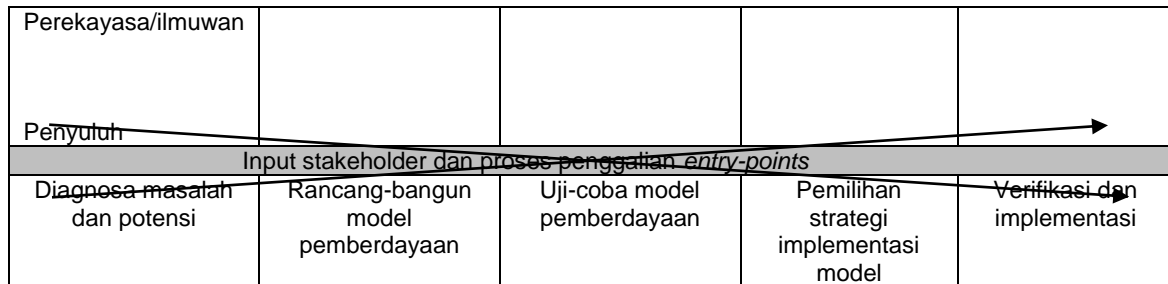 Perekayasa/ilmuwan
Penyuluh
Input stakeholder dan proses penggalian entry-points
Diagnosa masalah
dan potensi
Rancang-bangun
model
pemberdayaan
Uji-coba model
pemberdayaan
Pemilihan
strategi
implementasi
model
Verifikasi dan
implementasi